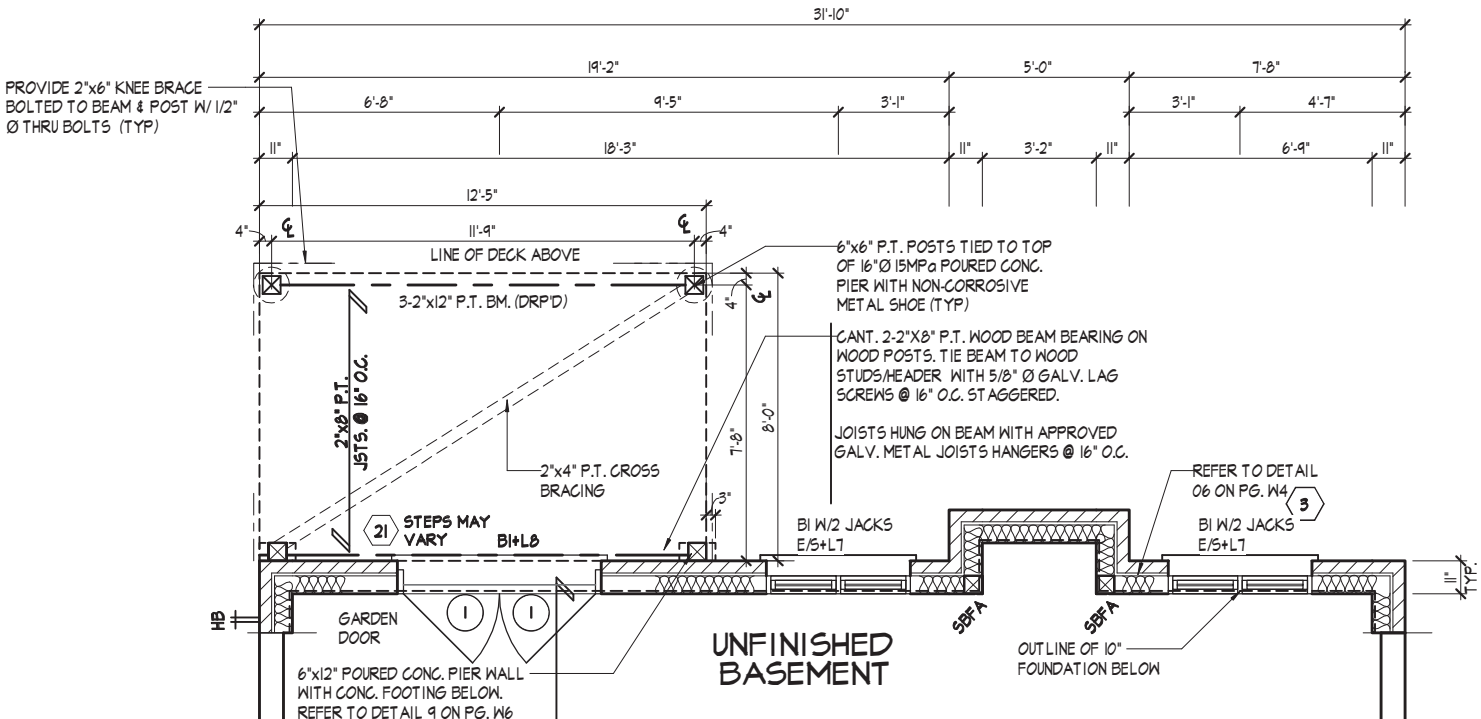 31'-10"
19'-2"
5'-0"
7'-8"
PROVIDE 2"x6" KNEE BRACE
BOLTED TO BEAM & POST W/ 1/2"
Ø THRU BOLTS (TYP)
6'-8"
9'-5"
3'-1"
3'-1"
4'-7"
11"
18'-3"
11"
3'-2"
11"
6'-9"
11"
12'-5"
4"
℄
11'-9"
℄
4"
LINE OF DECK ABOVE
6"x6" P.T. POSTS TIED TO TOP
OF 16"Ø 15MPa POURED CONC.
PIER WITH NON-CORROSIVE
METAL SHOE (TYP)
3-2"x12" P.T. BM. (DRP'D)
4"
℄
CANT. 2-2"X8" P.T. WOOD BEAM BEARING ON
WOOD POSTS. TIE BEAM TO WOOD
STUDS/HEADER WITH 5/8" Ø GALV. LAG
SCREWS @ 16" O.C. STAGGERED.
JOISTS HUNG ON BEAM WITH APPROVED
GALV. METAL JOISTS HANGERS @ 16" O.C.
2"x8" P.T.
JSTS. @ 16" O.C.
7'-8"
8'-0"
2"x4" P.T. CROSS
BRACING
3"
REFER TO DETAIL
06 ON PG. W4
3
21
STEPS MAY
VARY
B1+L8
B1 W/2 JACKS
E/S+L7
B1 W/2 JACKS
E/S+L7
11"
TYP.
HB
GARDEN
DOOR
1
1
SBFA
SBFA
UNFINISHED
BASEMENT
OUTLINE OF 10"
FOUNDATION BELOW
6"x12" POURED CONC. PIER WALL
WITH CONC. FOOTING BELOW.
REFER TO DETAIL 9 ON PG. W6